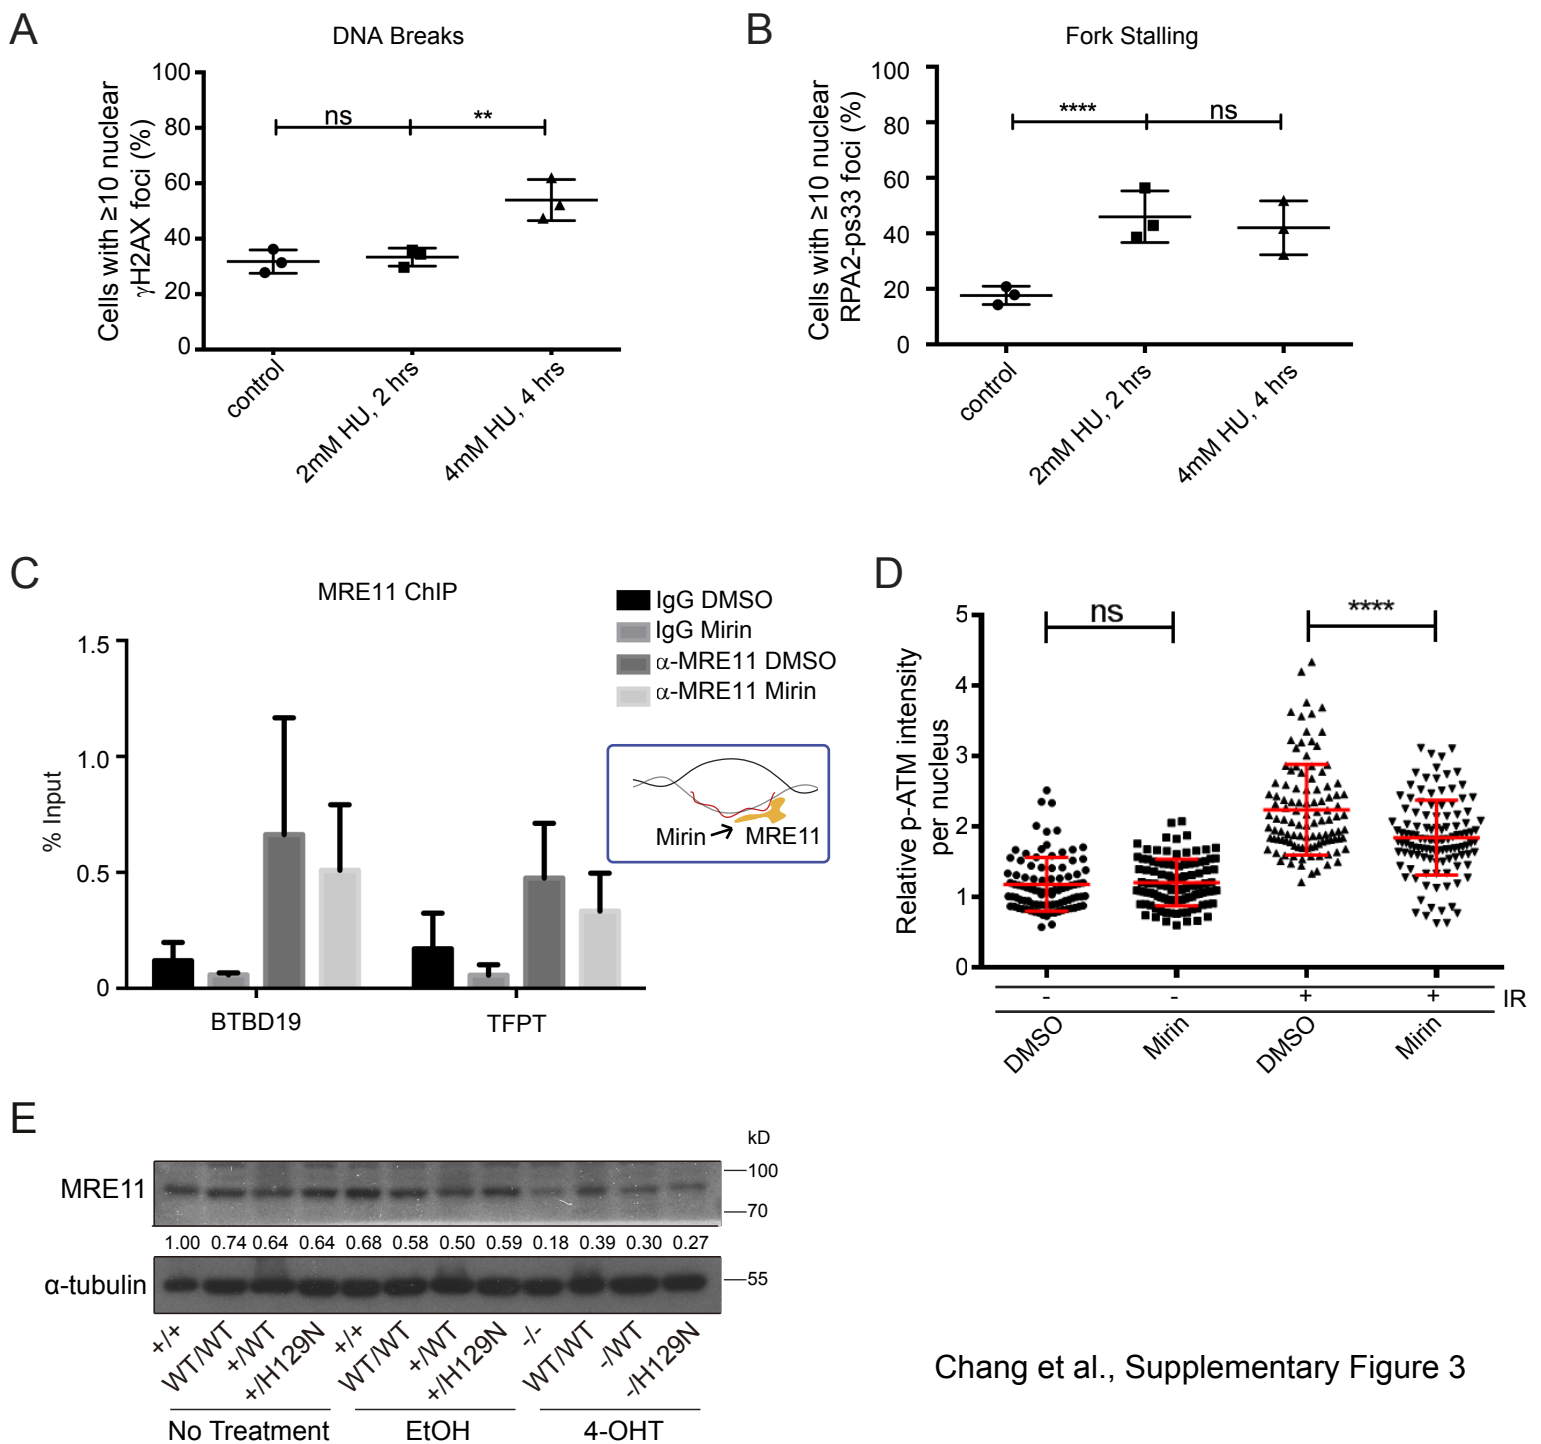 A
DNA Breaks
Cells with ≥10 nuclear
γH2AX foci (%)
100
80
60
40
20
0
ns
**
control
2mM HU, 2 hrs
4mM HU, 4 hrs
B
Fork Stalling
Cells with ≥10 nuclear
RPA2-ps33 foci (%)
100
80
60
40
20
0
****
ns
control
2mM HU, 2 hrs
4mM HU, 4 hrs
C
MRE11 ChIP
% Input
1.5
1.0
0.5
0
BTBD19
TFPT
IgG DMSO
IgG Mirin
α-MRE11 DMSO
α-MRE11 Mirin
Mirin
MRE11
D
Relative p-ATM intensity
per nucleus
5
4
3
2
1
0
ns
****
- - + + IR
DMSO
Mirin
DMSO
Mirin
E
kD
MRE11
100
70
1.00 0.74 0.64 0.64 0.68 0.58 0.50 0.59 0.18 0.39 0.30 0.27
α-tubulin
55
+/+
WT/WT
+/WT
+/H129N
+/+
WT/WT
+/WT
+/H129N
-/-
WT/WT
-/WT
-/H129N
No Treatment
EtOH
4-OHT
Chang et al., Supplementary Figure 3